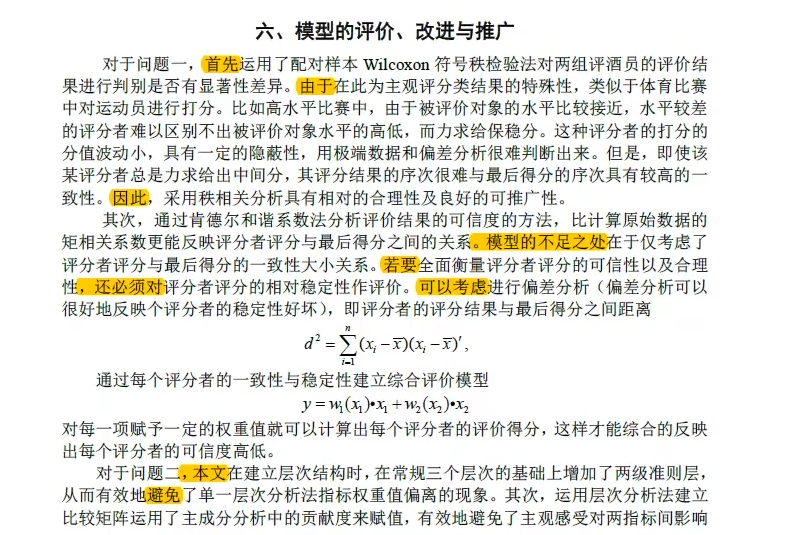 六、模型的评价、改进与推广
对于问题一，首先运用了配对样本 Wilcoxon 符号秩检验法对两组评酒员的评价结
果进行判别是否有显著性差异。由于在此为主观评分类结果的特殊性，类似于体育比赛
中对运动员进行打分。比如高水平比赛中，由于被评价对象的水平比较接近，水平较差
的评分者难以区别不出被评价对象水平的高低，而力求给保稳分。这种评分者的打分的
分值波动小，具有一定的隐蔽性，用极端数据和偏差分析很难判断出来。但是，即使该
某评分者总是力求给出中间分，其评分结果的序次很难与最后得分的序次具有较高的一
致性。因此，采用秩相关分析具有相对的合理性及良好的可推广性。
其次，通过肯德尔和谐系数法分析评价结果的可信度的方法，比计算原始数据的
矩相关系数更能反映评分者评分与最后得分之间的关系。模型的不足之处在于仅考虑了
评分者评分与最后得分的一致性大小关系。若要全面衡量评分者评分的可信性以及合理
性，还必须对评分者评分的相对稳定性作评价。可以考虑进行偏差分析（偏差分析可以
很好地反映个评分者的稳定性好坏），即评分者的评分结果与最后得分之间距离
d² = ∑ᵢ₌₁ⁿ (xᵢ − x̅)(xᵢ − x̅)′,
通过每个评分者的一致性与稳定性建立综合评价模型
y = w₁(x₁)•x₁ + w₂(x₂)•x₂
对每一项赋予一定的权重值就可以计算出每个评分者的评价得分，这样才能综合的反映
出每个评分者的可信度高低。
对于问题二，本文在建立层次结构时，在常规三个层次的基础上增加了两级准则层，
从而有效地避免了单一层次分析法指标权重值偏离的现象。其次，运用层次分析法建立
比较矩阵运用了主成分分析中的贡献度来赋值，有效地避免了主观感受对两指标间影响